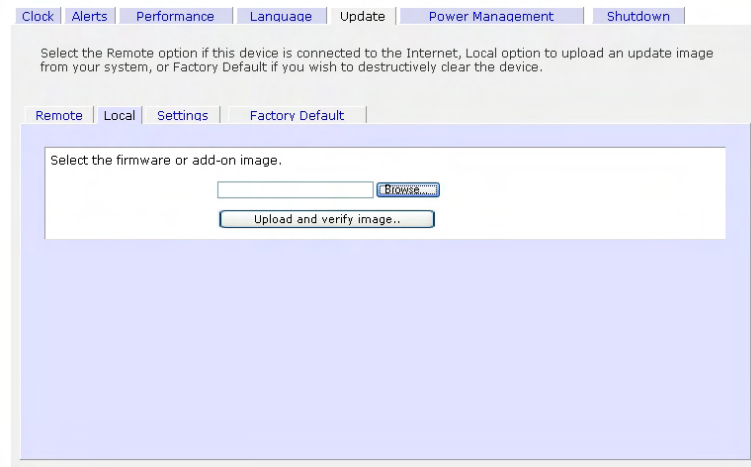 Clock Alerts Performance Language Update Power Management Shutdown
Select the Remote option if this device is connected to the Internet, Local option to upload an update image
from your system, or Factory Default if you wish to destructively clear the device.
Remote Local Settings Factory Default
Select the firmware or add-on image.
Browse...
Upload and verify image..